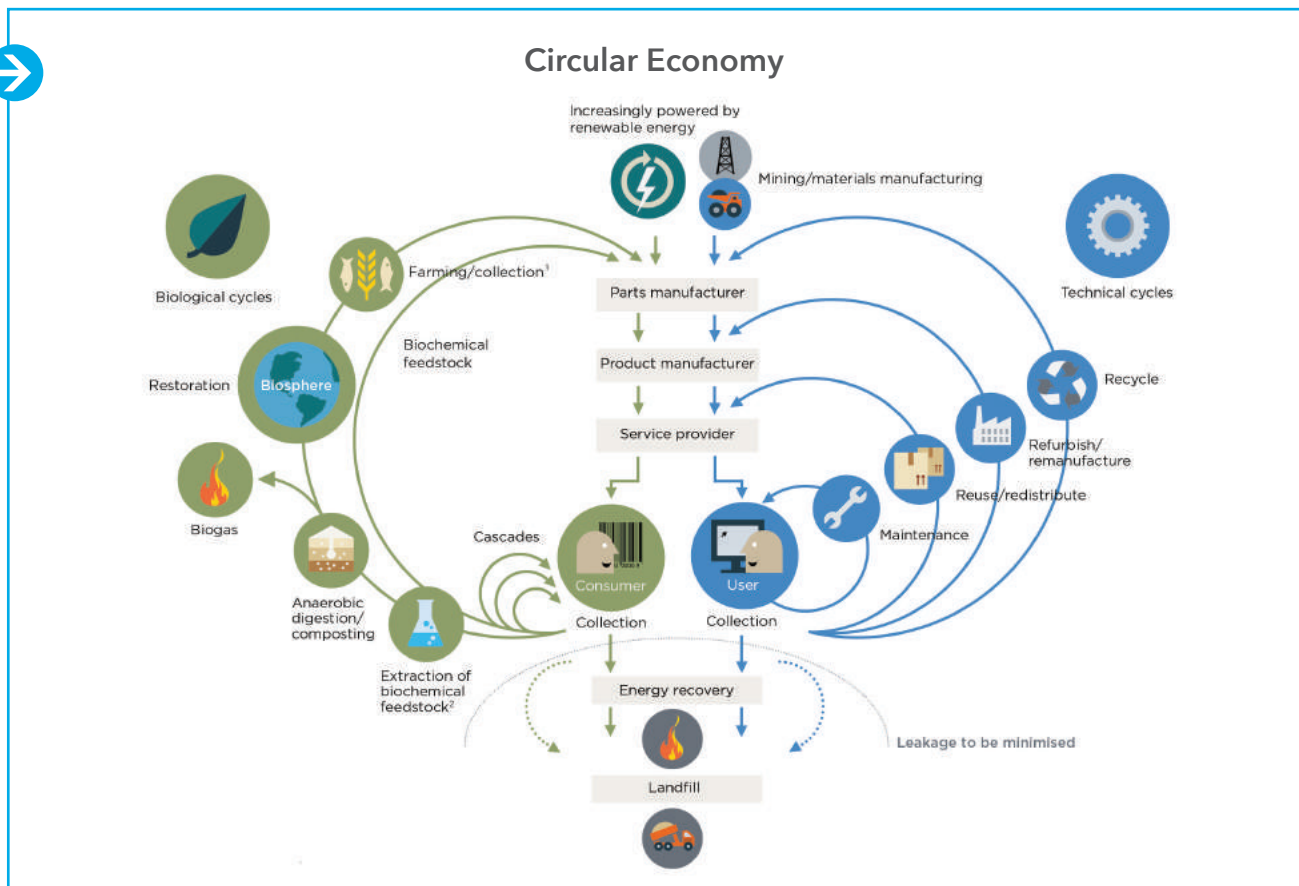 Circular Economy
Increasingly powered by
renewable energy
Mining/materials manufacturing
Biological cycles
Farming/collection¹
Parts manufacturer
Technical cycles
Biochemical
feedstock
Product manufacturer
Restoration
Biosphere
Recycle
Service provider
Refurbish/
remanufacture
Reuse/redistribute
Biogas
Cascades
Maintenance
Consumer
User
Anaerobic
digestion/
composting
Collection
Collection
Extraction of
biochemical
feedstock²
Energy recovery
Leakage to be minimised
Landfill